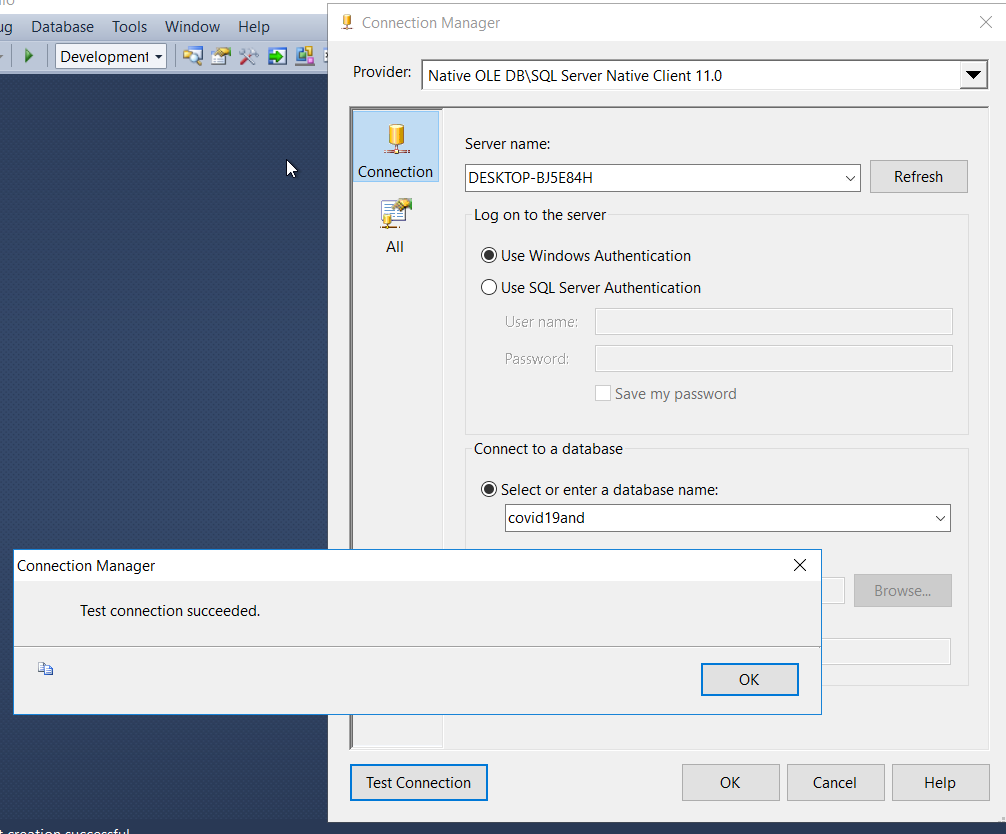 ug Database Tools Window Help
Development
Connection Manager
Provider: Native OLE DB\SQL Server Native Client 11.0
Connection
All
Server name:
DESKTOP-BJ5E84H
Refresh
Log on to the server
Use Windows Authentication
Use SQL Server Authentication
User name:
Password:
Save my password
Connect to a database
Select or enter a database name:
covid19and
Browse...
Connection Manager
Test connection succeeded.
OK
Test Connection
OK
Cancel
Help
t creation successful